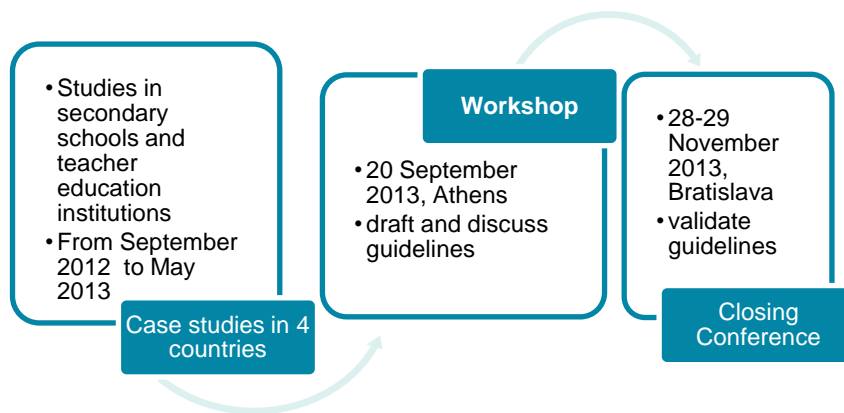 • Studies in
secondary
schools and
teacher
education
institutions
• From September
2012 to May
2013
Case studies in 4
countries
Workshop
• 20 September
2013, Athens
• draft and discuss
guidelines
• 28-29
November
2013,
Bratislava
• validate
guidelines
Closing
Conference